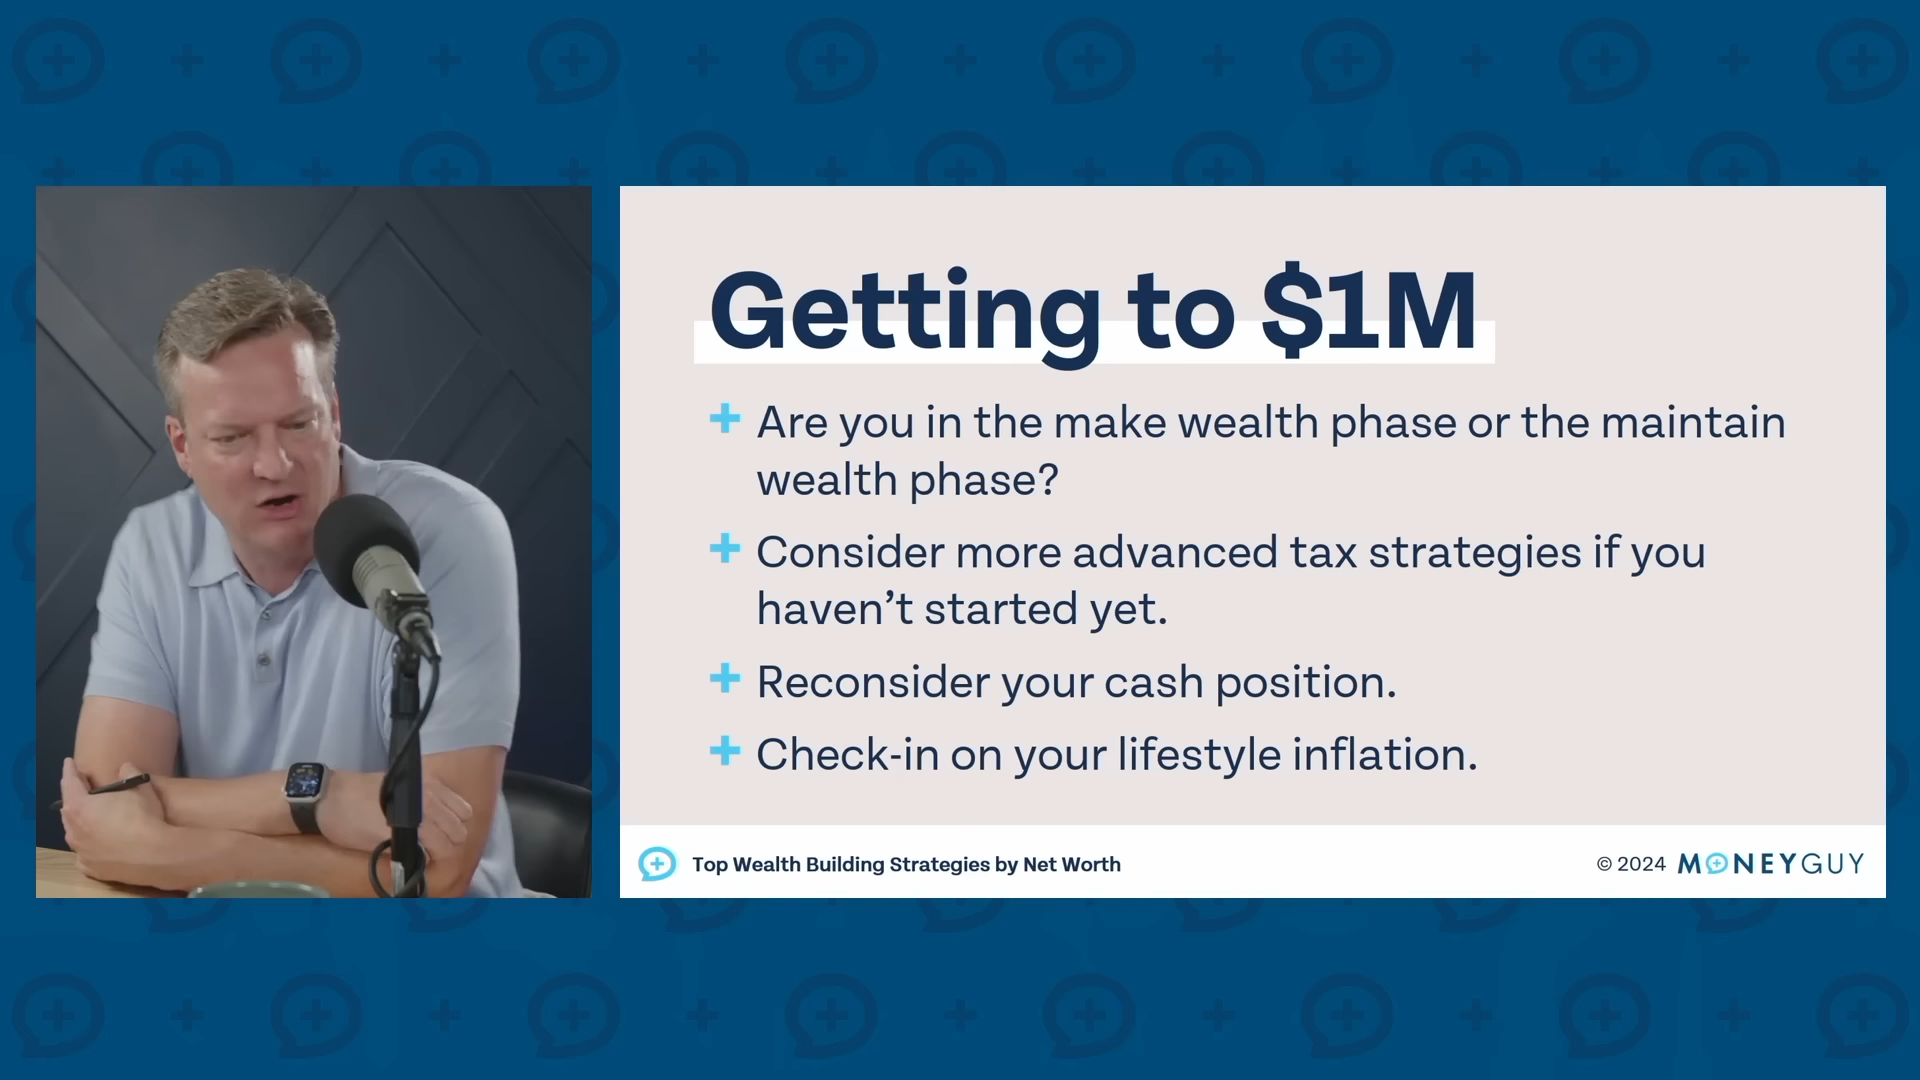 Getting to $1M
Are you in the make wealth phase or the maintain
wealth phase?
Consider more advanced tax strategies if you
haven’t started yet.
Reconsider your cash position.
Check-in on your lifestyle inflation.
Top Wealth Building Strategies by Net Worth
© 2024 MONEYGUY